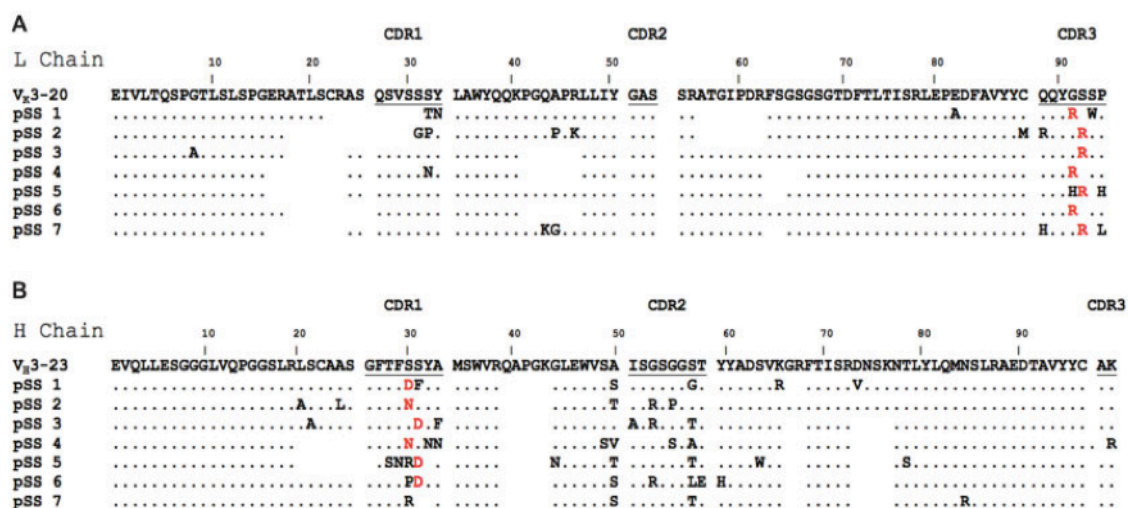 A
CDR1 CDR2 CDR3
L Chain 10 20 30 40 50 60 70 80 90
Vκ3-20 EIVLTQSPGTLSLSPGERATLSCRAS QSVSSSY LAWYQQKPGQAPRLLIY GAS SRATGIPDRFSGSGSGTDFTLTISRLEPEDFAVYYC QQYGSSP
pSS 1 ...................... .. .....TN ................. ... .. ...............A....... ...R.W.
pSS 2 .................. .. ....GP. ..........P.K.... ... .. ......................M R...R..
pSS 3 ........A......... .. ....... ....... .... ... .................................... ....R..
pSS 4 ................ .. .....N. ....... .... ... .................................... ...R...
pSS 5 ................ .. ....... ................. ... ......... ..................... ...HR.H
pSS 6 .................. .. ....... ....... .... ... .................................... ...R...
pSS 7 ................ .. ....... .........KG...... ... ......... ..................... H...R.L
B
CDR1 CDR2 CDR3
H Chain 10 20 30 40 50 60 70 80 90
VH3-23 EVQLLESGGGLVQPGGSLRLSCAAS GFTFSSYA MSWVRQAPGKGLEWVSA ISGSGGST YYADSVKGRFTISRDNSKNTLYLQMNSLRAEDTAVYYC AK
pSS 1 ......................... ....DF.. ..... ......S ......G. ......R.......V....................... ..
pSS 2 ...................A...L. ....N... ..... ......T ..R.P... ....... .................... ..
pSS 3 ....................A.... .....D.F ..... ....... A.R...T. ....... .................... ..
pSS 4 ................... ....N.NN ..... .....SV ....S.A. ....... ..... .................... .R
pSS 5 ................... ..SNRD.. ..... N.....T ......T. ....W.. ..S................. ..
pSS 6 ......................... ....PD.. ..... ......S ..R...LE H...... ..... .................... ..
pSS 7 ......................... ....R... ..... ......S ......T. ....... ..... ........R........... ..